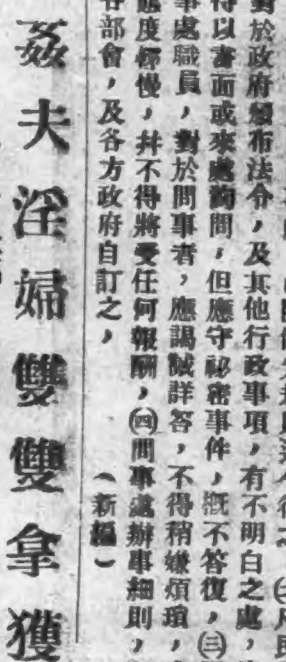 對於政府頒布法令,及其他行政事項,有不明白之處,
得以書面或來處詢問,但應守祕密事件,概不答復,㊂
事處職員,對於問事者,應謁誠詳答,不得稍嫌煩瑣,
態度輕慢,幷不得將受任何報酬,㊃問事處辦事細則,
各部會,及各方政府自訂之,(新編)
姦夫淫婦雙雙拿獲